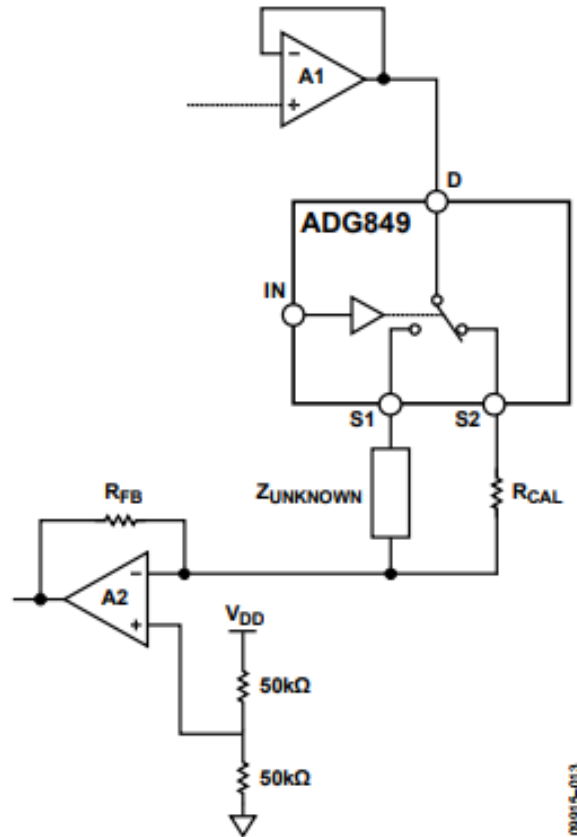 A1
D
ADG849
IN
S1
S2
RFB
ZUNKNOWN
RCAL
A2
VDD
50kΩ
50kΩ